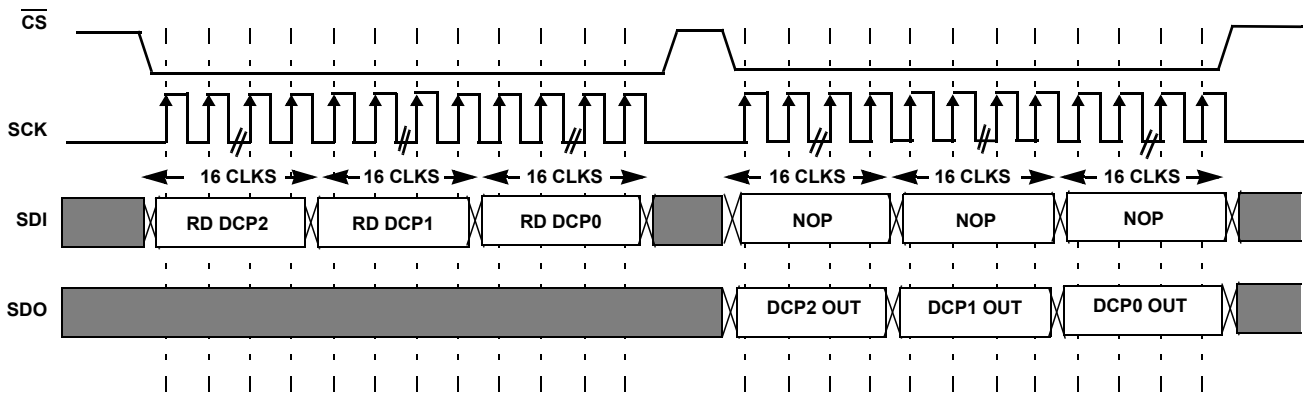 CS
SCK
16 CLKS 16 CLKS 16 CLKS 16 CLKS 16 CLKS 16 CLKS
SDI RD DCP2 RD DCP1 RD DCP0 NOP NOP NOP
SDO DCP2 OUT DCP1 OUT DCP0 OUT